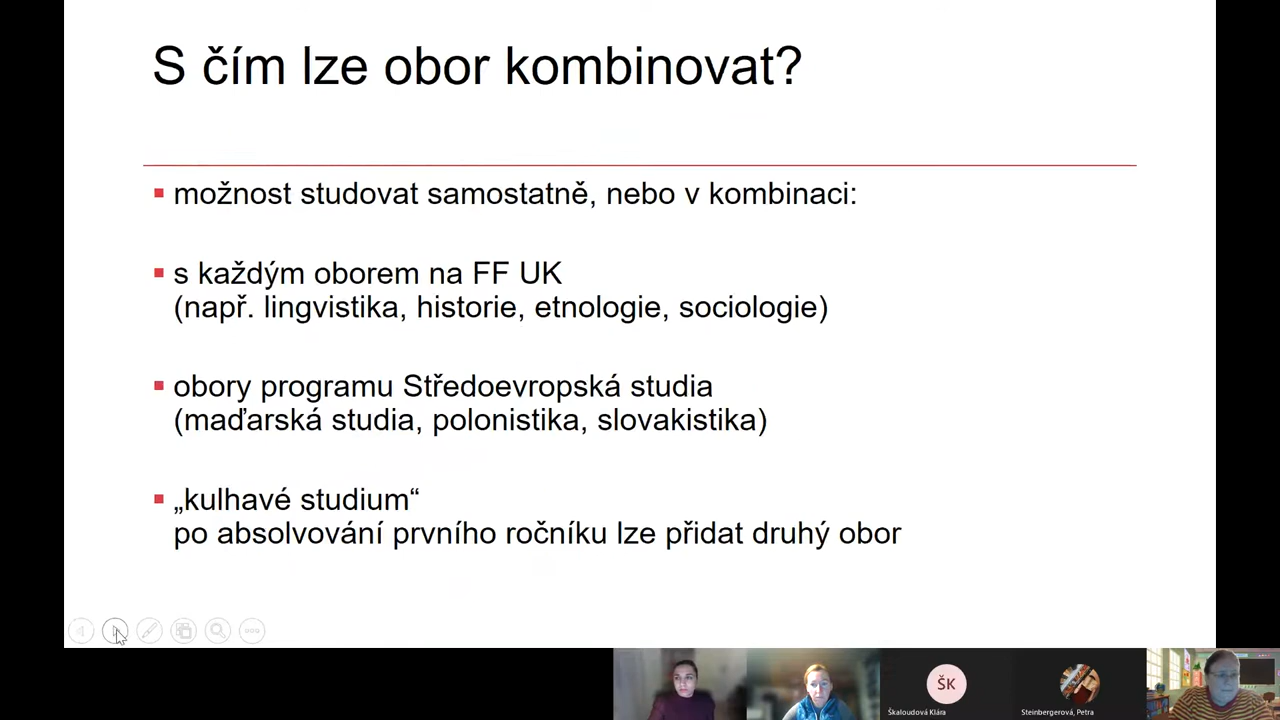 S čím lze obor kombinovat?
možnost studovat samostatně, nebo v kombinaci:
s každým oborem na FF UK
(např. lingvistika, historie, etnologie, sociologie)
obory programu Středoevropská studia
(maďarská studia, polonistika, slovakistika)
„kulhavé studium“
po absolvování prvního ročníku lze přidat druhý obor
ŠK
Škaloudová Klára
Steinbergerová, Petra